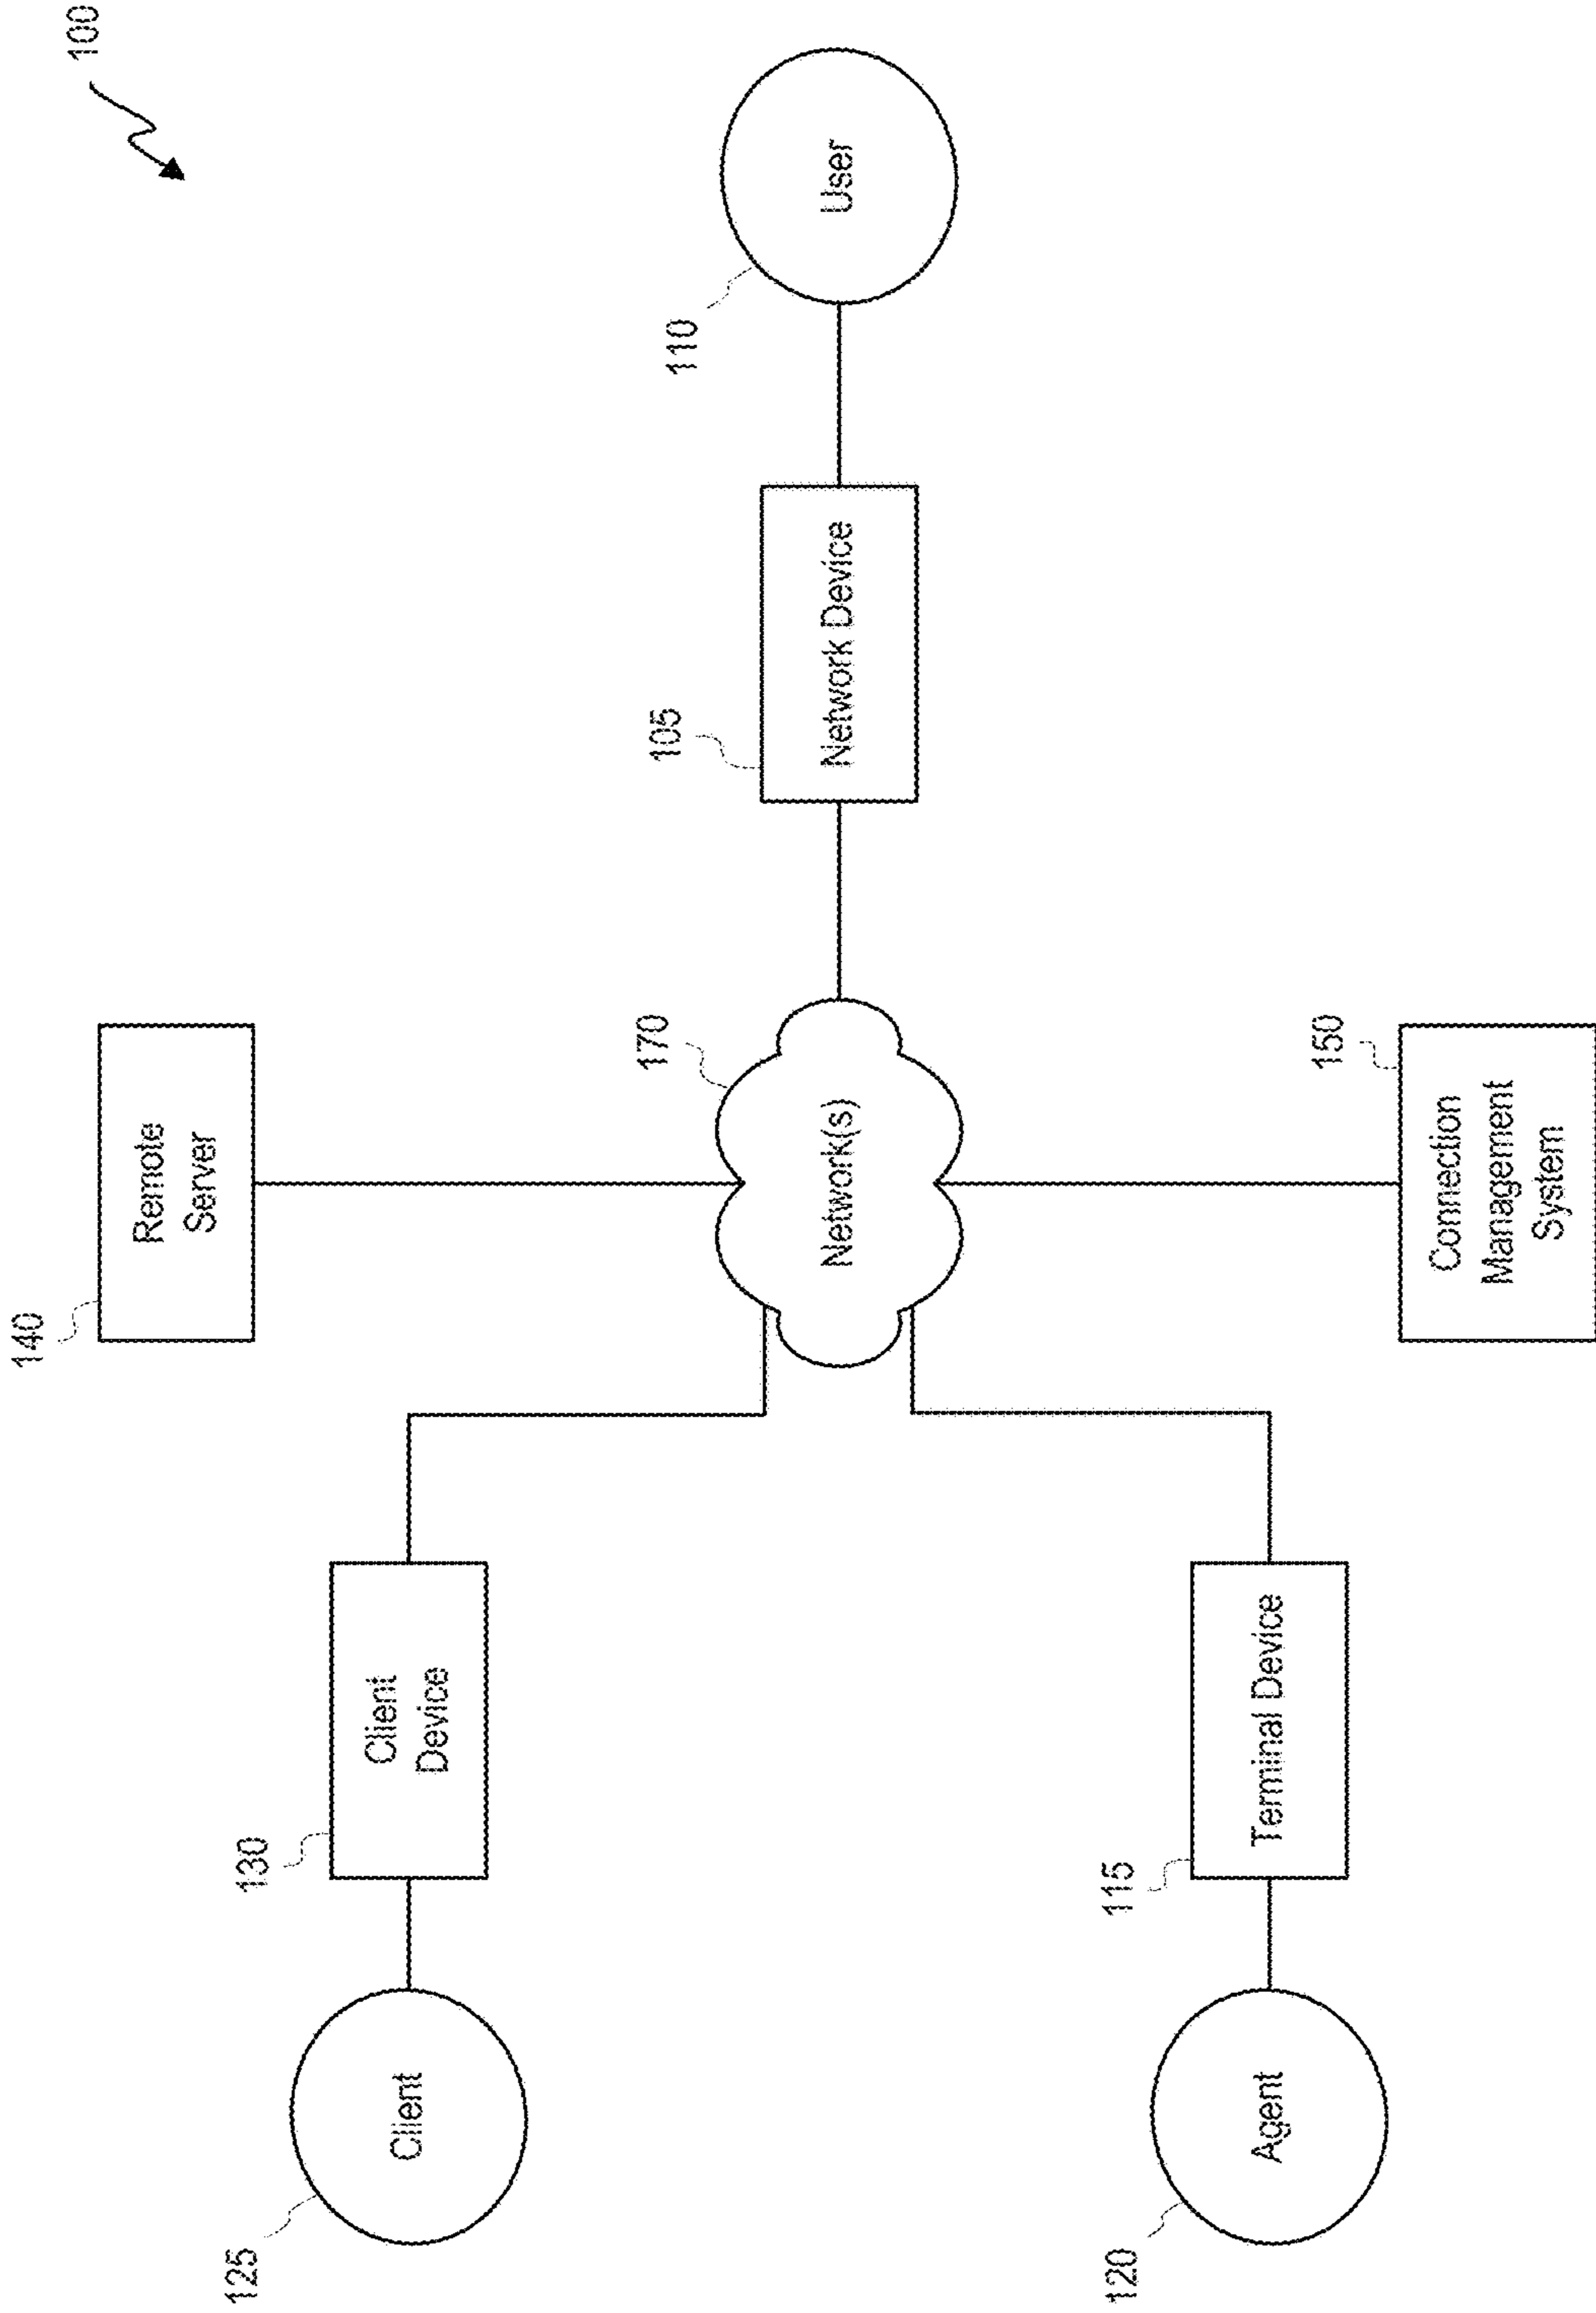 140
100
Remote
Server
125
130
Client
Client
Device
170
105
110
Network(s)
Network Device
User
120
115
Agent
Terminal Device
150
Connection
Management
System